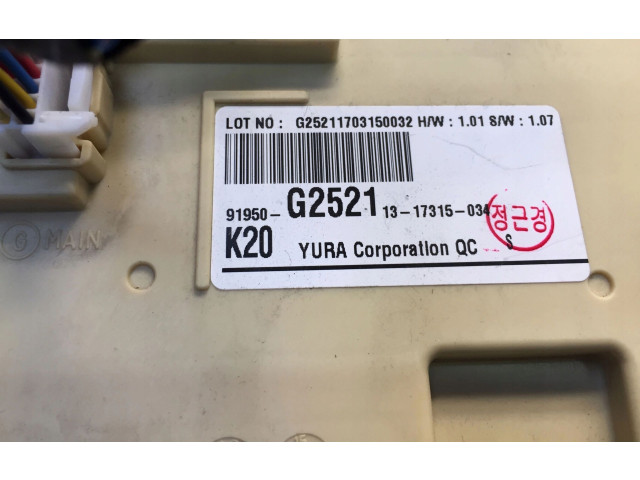 LOT NO : G25211703150032 H/W : 1.01 S/W : 1.07
91950-G2521 13-17315-034
정근경
K20 YURA Corporation QC S
MAIN